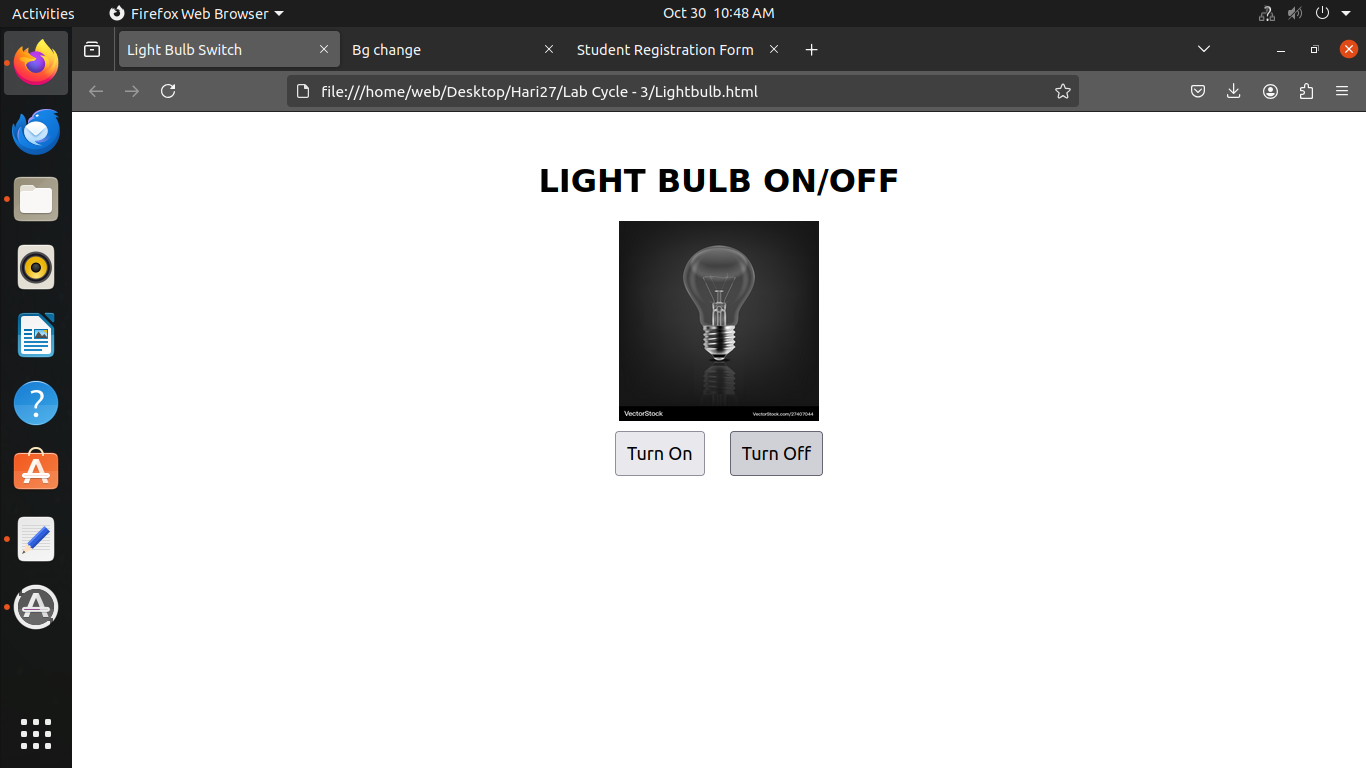 Activities
Firefox Web Browser
Oct 30 10:48 AM
Light Bulb Switch
Bg change
Student Registration Form
file:///home/web/Desktop/Hari27/Lab Cycle - 3/Lightbulb.html
LIGHT BULB ON/OFF
VectorStock
VectorStock.com/27407044
Turn On
Turn Off